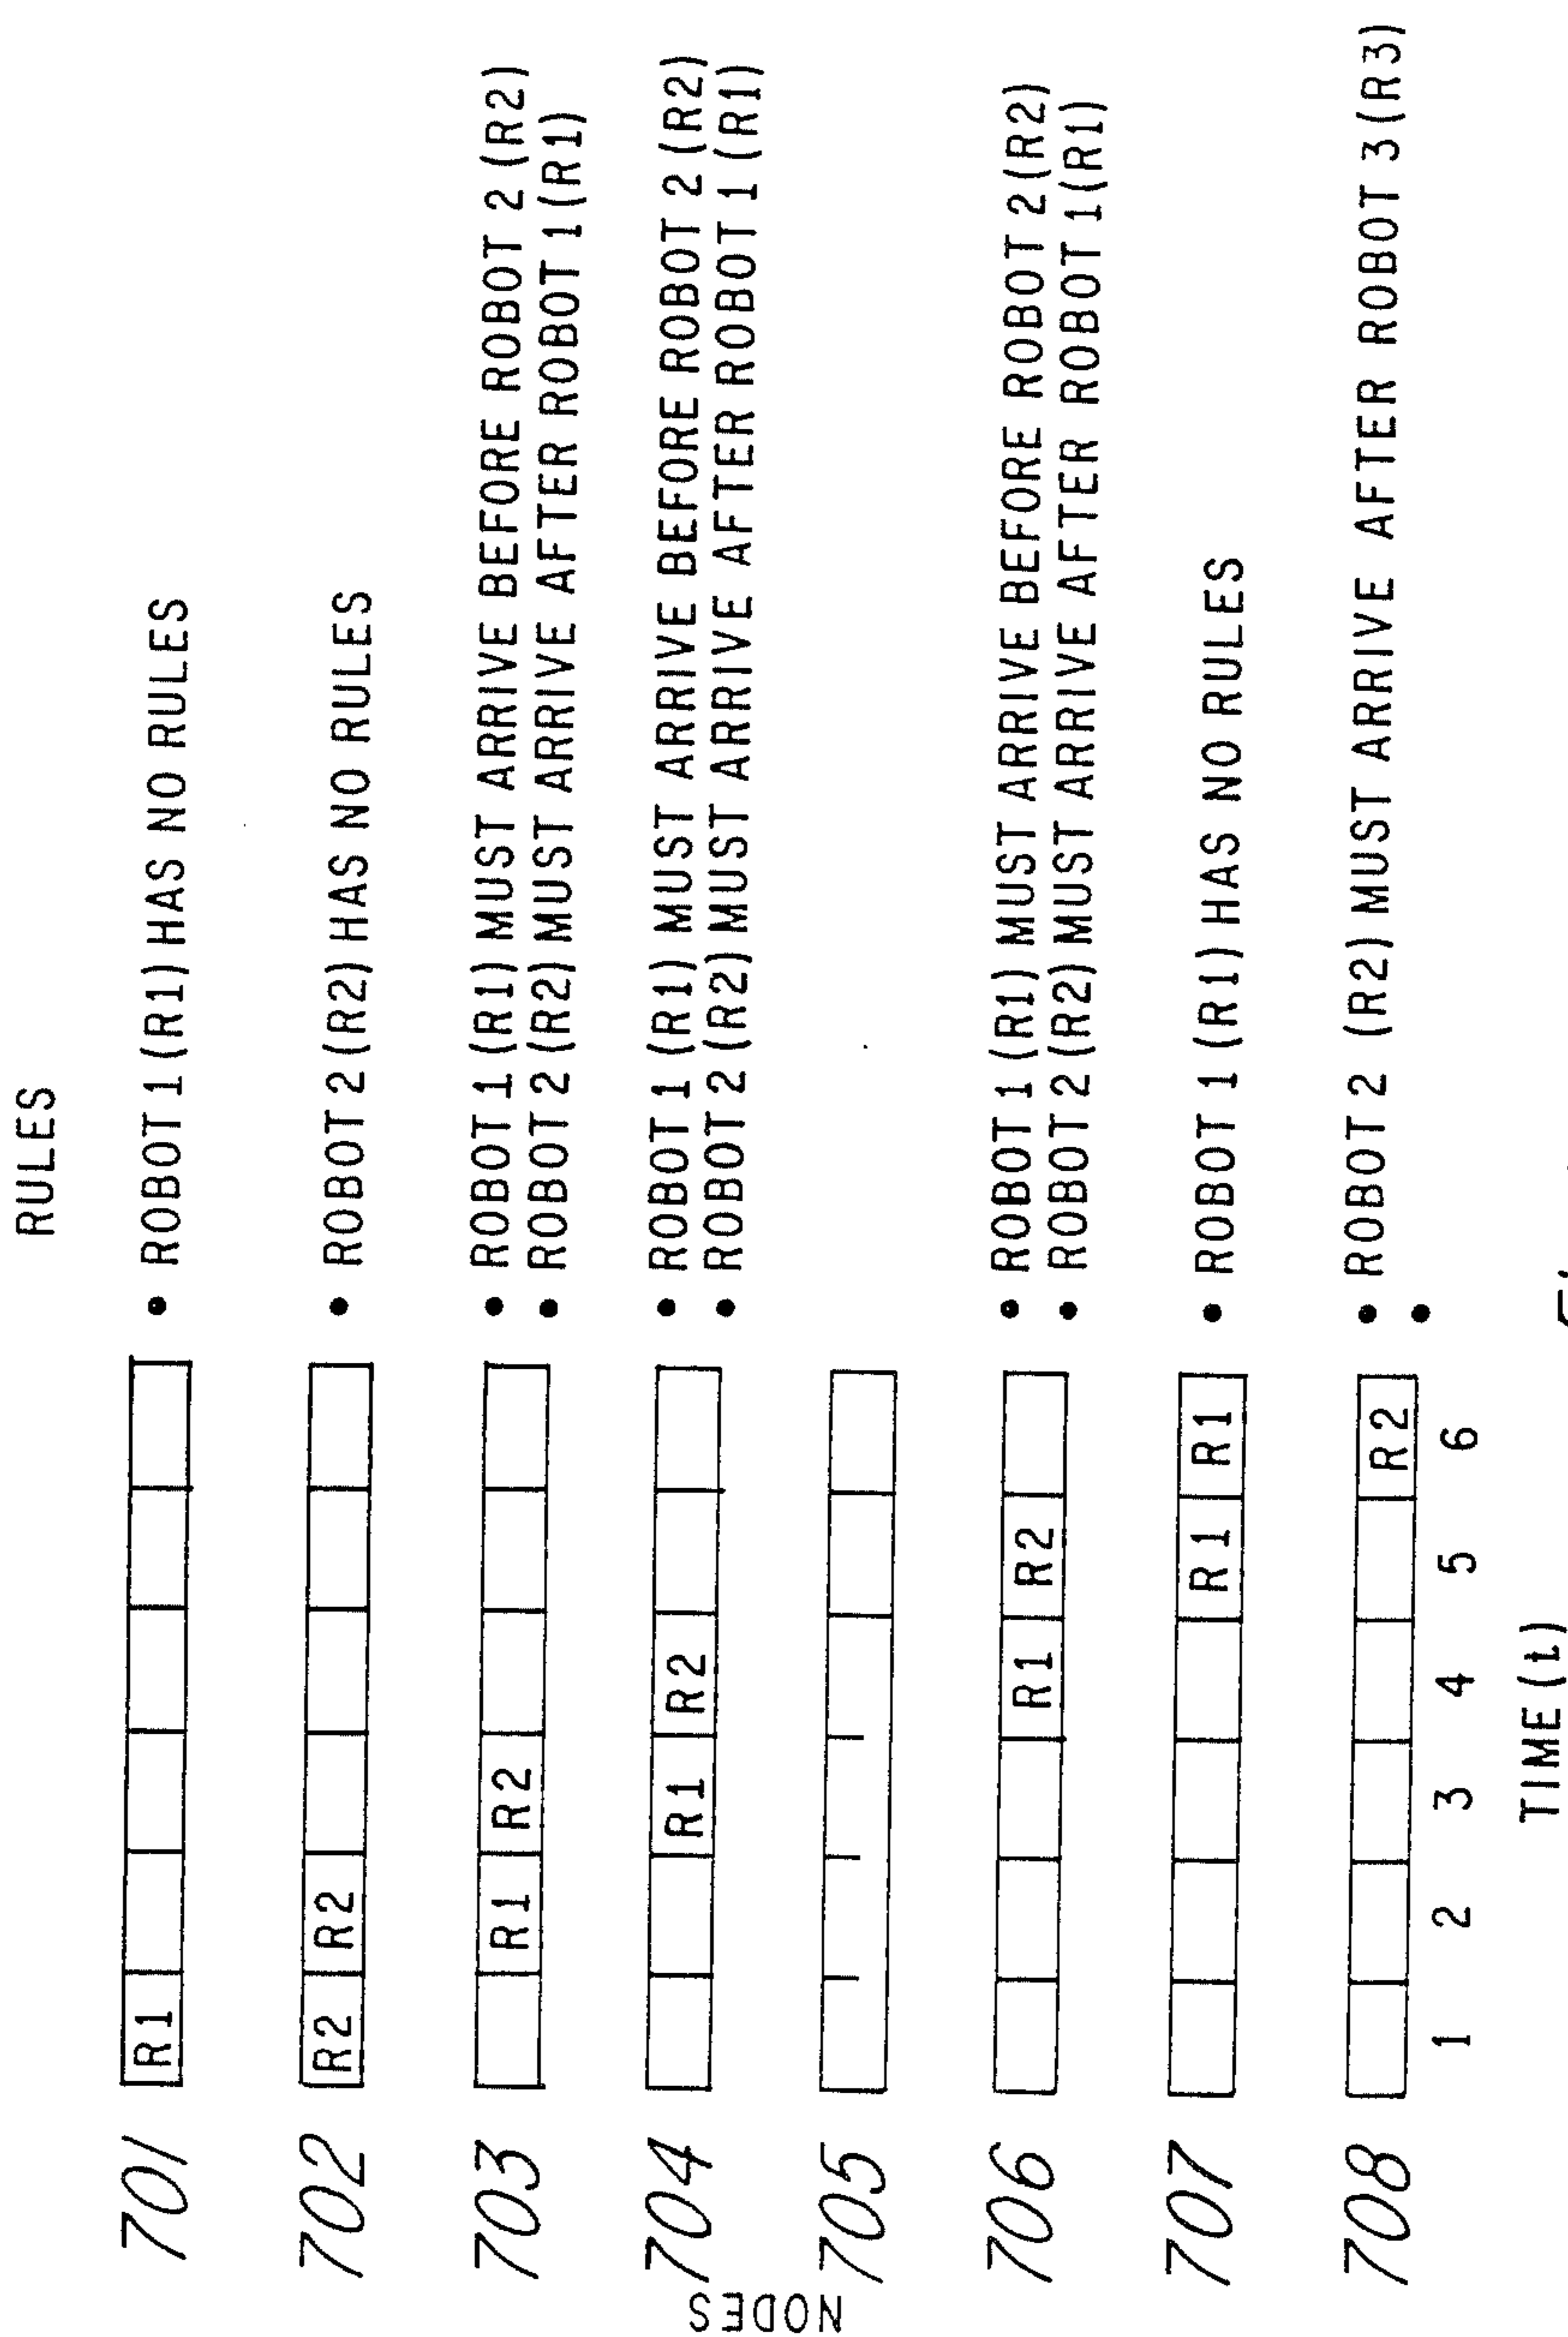 RULES
701 R1 • ROBOT 1 (R1) HAS NO RULES
702 R2 R2 • ROBOT 2 (R2) HAS NO RULES
703 R1 R2 • ROBOT 1 (R1) MUST ARRIVE BEFORE ROBOT 2 (R2)
• ROBOT 2 (R2) MUST ARRIVE AFTER ROBOT 1 (R1)
704 R1 R2 • ROBOT 1 (R1) MUST ARRIVE BEFORE ROBOT 2 (R2)
• ROBOT 2 (R2) MUST ARRIVE AFTER ROBOT 1 (R1)
NODES
705
706 R1 R2 • ROBOT 1 (R1) MUST ARRIVE BEFORE ROBOT 2 (R2)
• ROBOT 2 (R2) MUST ARRIVE AFTER ROBOT 1 (R1)
707 R1 R1 • ROBOT 1 (R1) HAS NO RULES
708 R2 • ROBOT 2 (R2) MUST ARRIVE AFTER ROBOT 3 (R3)
•
1 2 3 4 5 6
TIME (t)